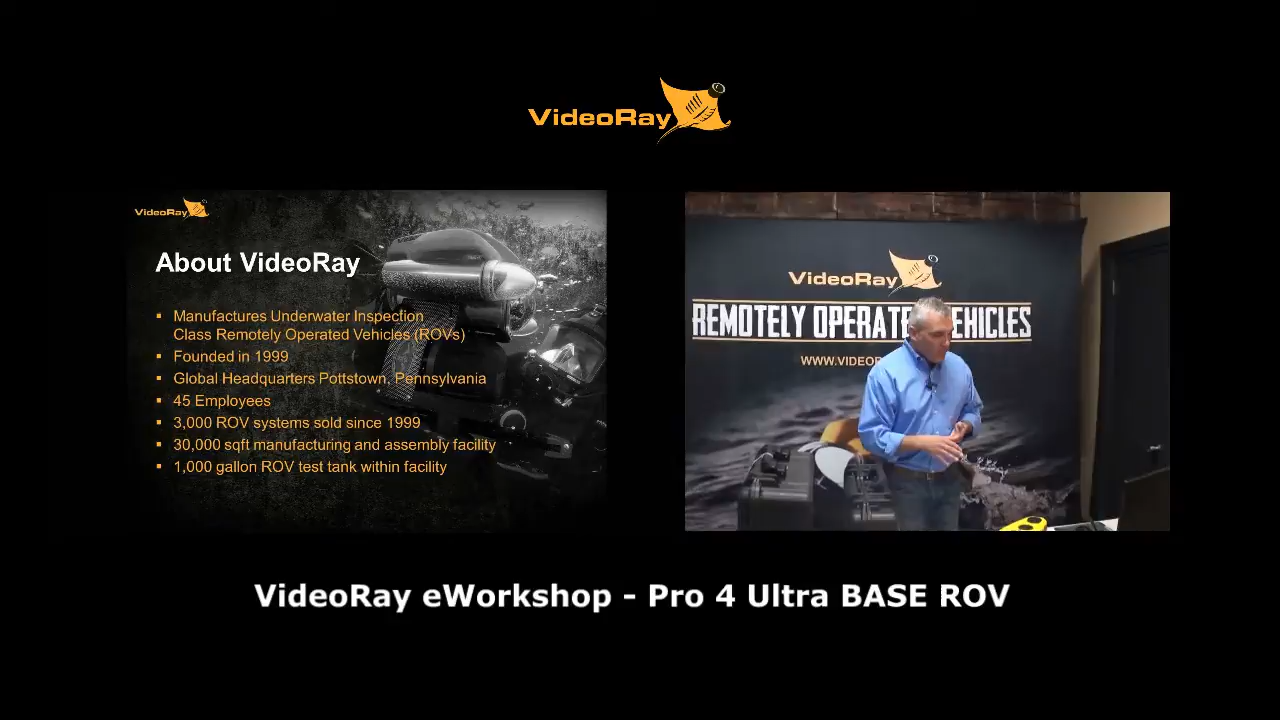 VideoRay
VideoRay
About VideoRay
▪ Manufactures Underwater Inspection
Class Remotely Operated Vehicles (ROVs)
▪ Founded in 1999
▪ Global Headquarters Pottstown, Pennsylvania
▪ 45 Employees
▪ 3,000 ROV systems sold since 1999
▪ 30,000 sqft manufacturing and assembly facility
▪ 1,000 gallon ROV test tank within facility
VideoRay
REMOTELY OPERATE EHICLES
WWW.VIDEO
VideoRay eWorkshop - Pro 4 Ultra BASE ROV